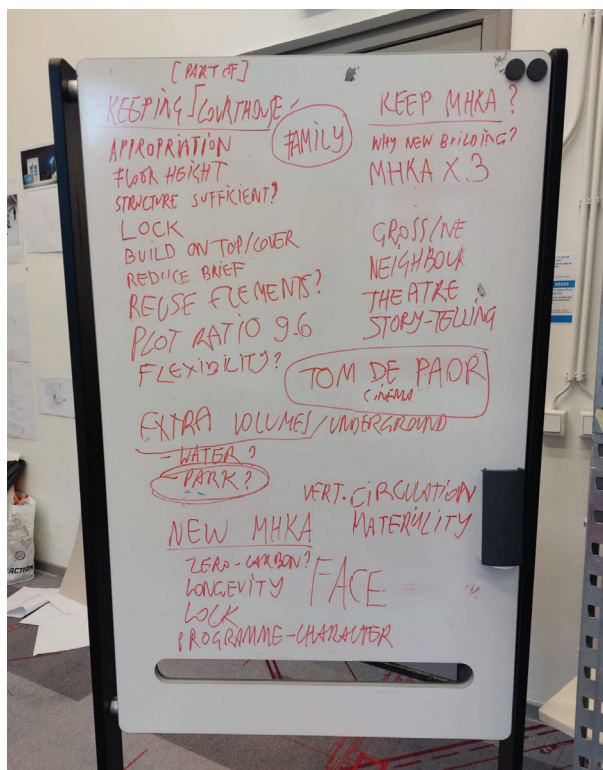 [PART OF]
KEEPING COURTHOUSE
FAMILY
APPROPRIATION
FLOOR HEIGHT
STRUCTURE SUFFICIENT?
LOCK
BUILD ON TOP/COVER
REDUCE BRIEF
REUSE ELEMENTS?
PLOT RATIO 9.6
FLEXIBILITY?
KEEP MHKA?
WHY NEW BUILDING?
MHKA X.3
GROSS/NE
NEIGHBOUR
THEATRE
STORY-TELLING
TOM DE PAOR
CINEMA
EXTRA VOLUMES/UNDERGROUND
- WATER?
- PARK?
VERT. CIRCULATION
MATERIALITY
NEW MHKA
ZERO-CARBON?
LONGEVITY
LOCK
PROGRAMME-CHARACTER
FACE
ACTION